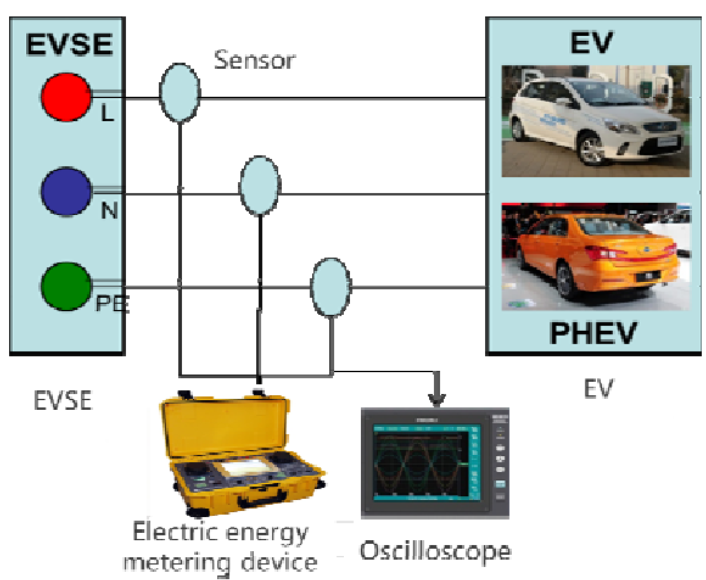 EVSE
Sensor
EV
L
N
PE
PHEV
EVSE
EV
Electric energy
metering device
Oscilloscope